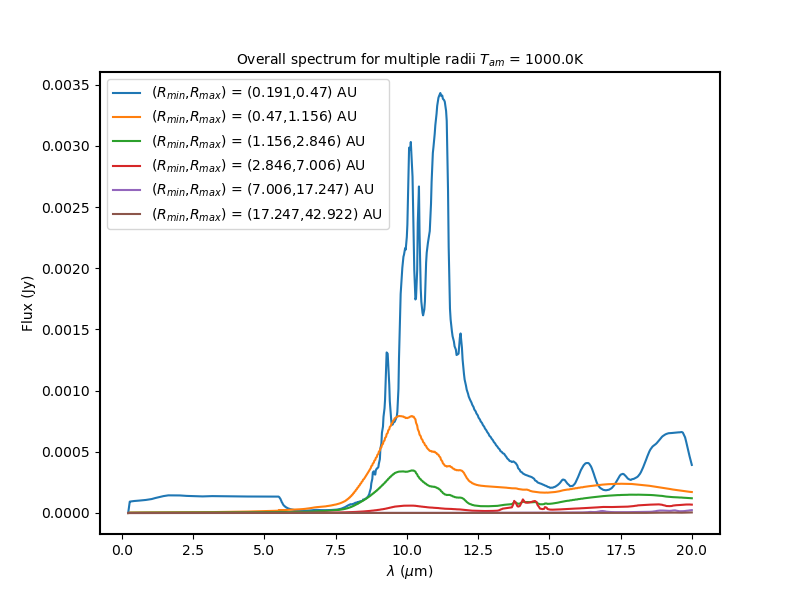 Overall spectrum for multiple radii T_am = 1000.0K
(R_min,R_max) = (0.191,0.47) AU
(R_min,R_max) = (0.47,1.156) AU
(R_min,R_max) = (1.156,2.846) AU
(R_min,R_max) = (2.846,7.006) AU
(R_min,R_max) = (7.006,17.247) AU
(R_min,R_max) = (17.247,42.922) AU
Flux (Jy)
0.0035
0.0030
0.0025
0.0020
0.0015
0.0010
0.0005
0.0000
0.0 2.5 5.0 7.5 10.0 12.5 15.0 17.5 20.0
λ (μm)